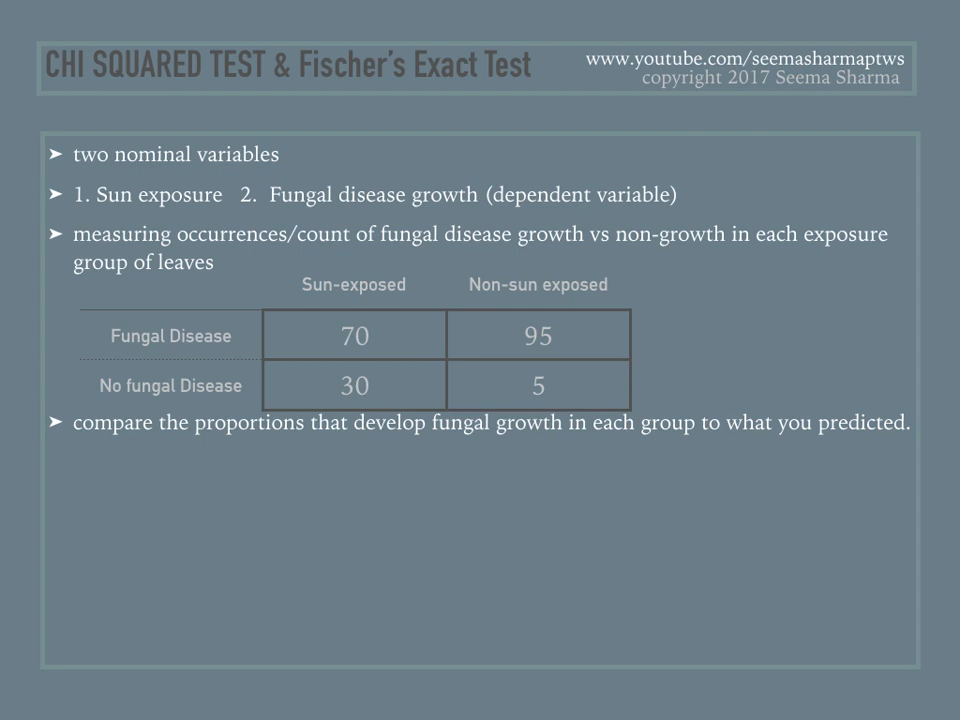 CHI SQUARED TEST & Fischer's Exact Test
www.youtube.com/seemasharmaptws
copyright 2017 Seema Sharma
➤ two nominal variables
➤ 1. Sun exposure 2. Fungal disease growth (dependent variable)
➤ measuring occurrences/count of fungal disease growth vs non-growth in each exposure
group of leaves
Sun-exposed Non-sun exposed
Fungal Disease 70 95
No fungal Disease 30 5
➤ compare the proportions that develop fungal growth in each group to what you predicted.